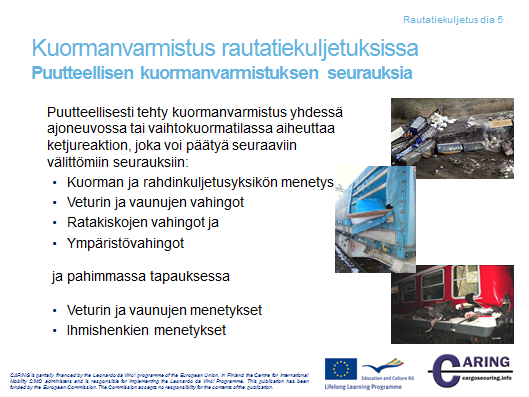 Rautatiekuljetus dia 5
Kuormanvarmistus rautatiekuljetuksissa
Puutteellisen kuormanvarmistuksen seurauksia
Puutteellisesti tehty kuormanvarmistus yhdessä
ajoneuvossa tai vaihtokuormatilassa aiheuttaa
ketjureaktion, joka voi päätyä seuraaviin
välittömiin seurauksiin:
• Kuorman ja rahdinkuljetusyksikön menetys
• Veturin ja vaunujen vahingot
• Ratakiskojen vahingot ja
• Ympäristövahingot
ja pahimmassa tapauksessa
• Veturin ja vaunujen menetykset
• Ihmishenkien menetykset
CARING is partially financed by the Leonardo da Vinci programme of the European Union. In Finland the Centre for International
Mobility CIMO administers and is responsible for implementing the Leonardo da Vinci Programme. This publication has been
funded by the European Commission. The Commission accepts no responsibility for the contents of the publication.
Education and Culture DG
Lifelong Learning Programme
CARING
cargosecuring.info